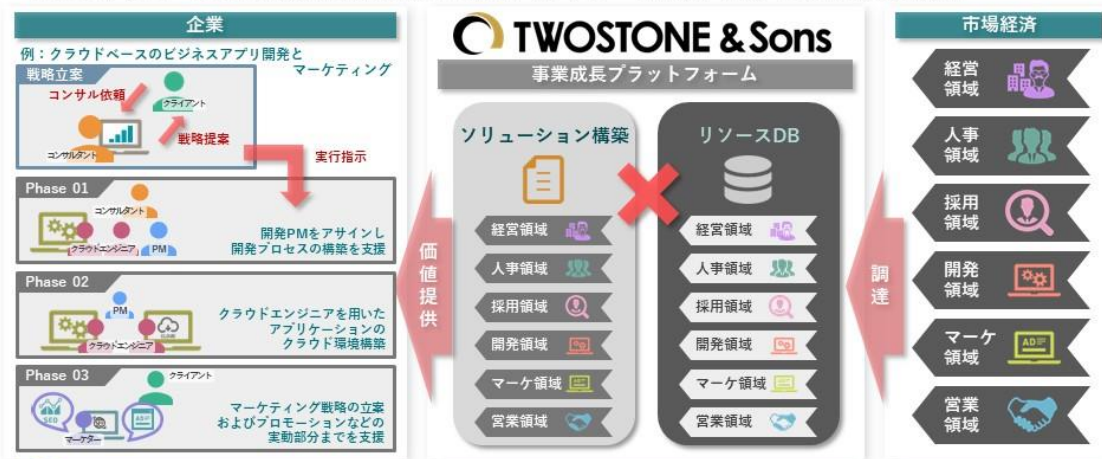 企業
例：クラウドベースのビジネスアプリ開発と
マーケティング
戦略立案
コンサル依頼
クライアント
コンサルタント
戦略提案
実行指示
Phase 01
コンサルタント
クラウドエンジニア
PM
開発PMをアサインし
開発プロセスの構築を支援
Phase 02
PM
クラウドエンジニア
クラウドエンジニアを用いた
アプリケーションの
クラウド環境構築
Phase 03
クライアント
SEO
AD
マーケター
マーケティング戦略の立案
およびプロモーションなどの
実動部分までを支援
価値提供
TWOSTONE & Sons
事業成長プラットフォーム
ソリューション構築
経営領域
人事領域
採用領域
開発領域
マーケ領域
営業領域
リソースDB
経営領域
人事領域
採用領域
開発領域
マーケ領域
営業領域
調達
市場経済
経営
領域
人事
領域
採用
領域
開発
領域
マーケ
領域
AD
営業
領域